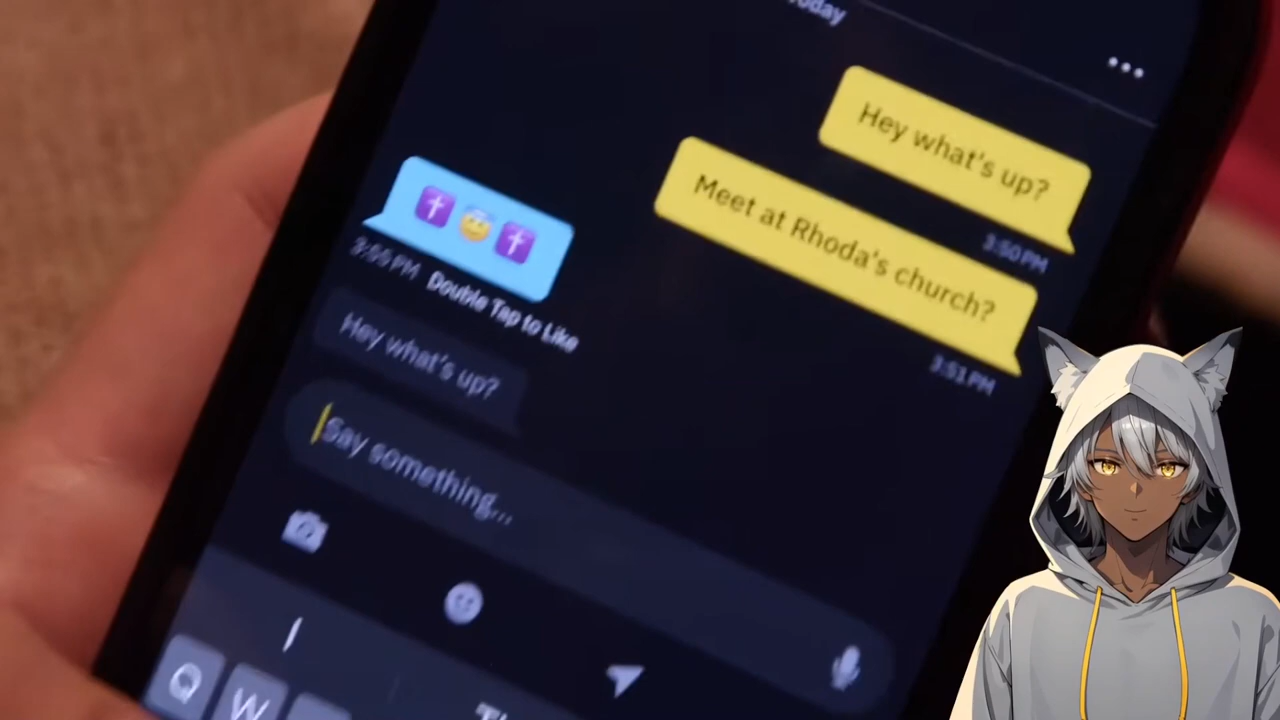 Hey what's up?
3:50 PM
Meet at Rhoda's church?
3:51 PM
Double Tap to Like
Hey what's up?
Say something...
I
Q W